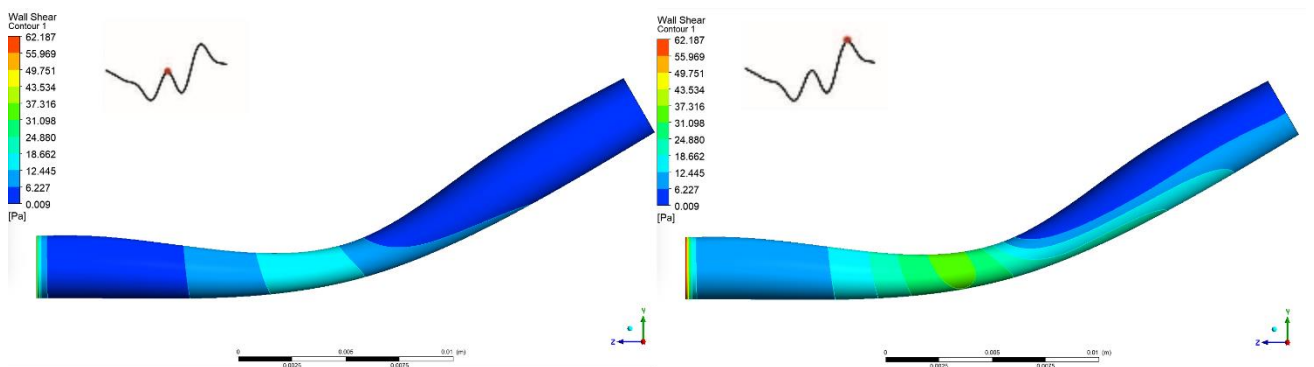 Wall Shear
Contour 1
62.187
55.969
49.751
43.534
37.316
31.098
24.880
18.662
12.445
6.227
0.009
[Pa]
0
0.005
0.01 (m)
0.0025
0.0075
Y
Z
Wall Shear
Contour 1
62.187
55.969
49.751
43.534
37.316
31.098
24.880
18.662
12.445
6.227
0.009
[Pa]
0
0.005
0.01 (m)
0.0025
0.0075
Y
Z